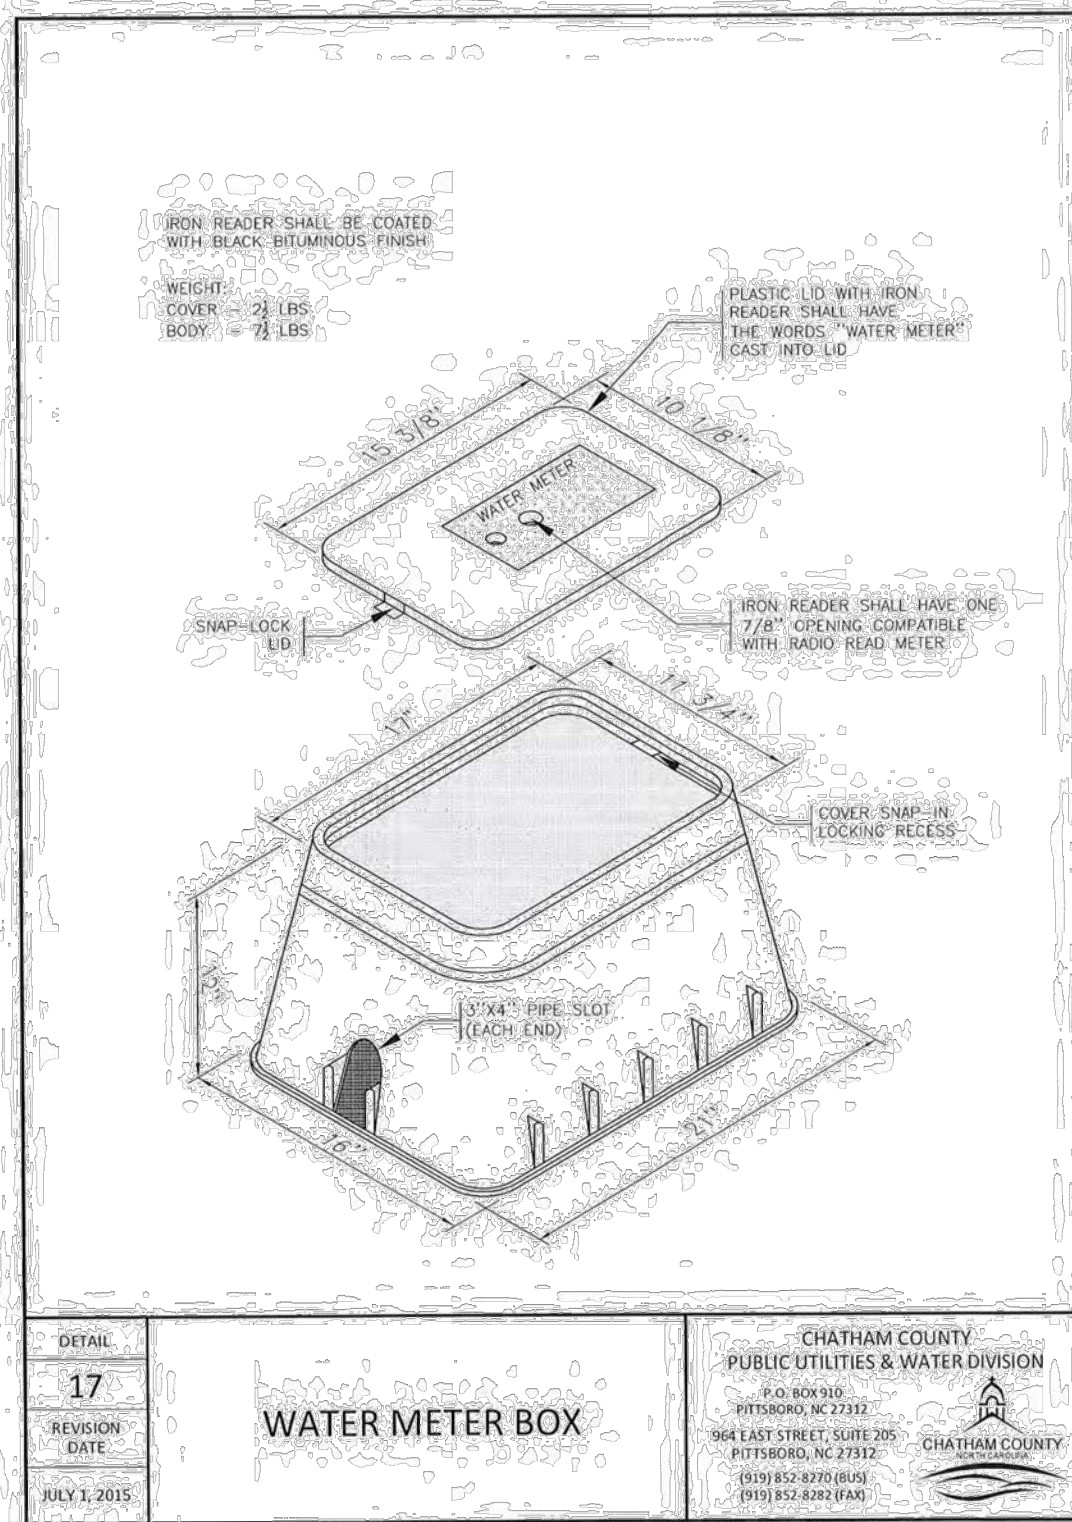 IRON READER SHALL BE COATED
WITH BLACK BITUMINOUS FINISH
WEIGHT:
COVER - 2½ LBS
BODY - 7½ LBS
PLASTIC LID WITH IRON
READER SHALL HAVE
THE WORDS "WATER METER"
CAST INTO LID
15 3/8"
10 1/8"
WATER METER
SNAP-LOCK
LID
IRON READER SHALL HAVE ONE
7/8" OPENING COMPATIBLE
WITH RADIO READ METER
17"
11 3/4"
COVER SNAP-IN
LOCKING RECESS
12"
3"X4" PIPE SLOT
(EACH END)
16"
21"
DETAIL
17
REVISION
DATE
JULY 1, 2015
WATER METER BOX
CHATHAM COUNTY
PUBLIC UTILITIES & WATER DIVISION
P.O. BOX 910
PITTSBORO, NC 27312
964 EAST STREET, SUITE 205
PITTSBORO, NC 27312
(919) 852-8270 (BUS)
(919) 852-8282 (FAX)
CHATHAM COUNTY
NORTH CAROLINA